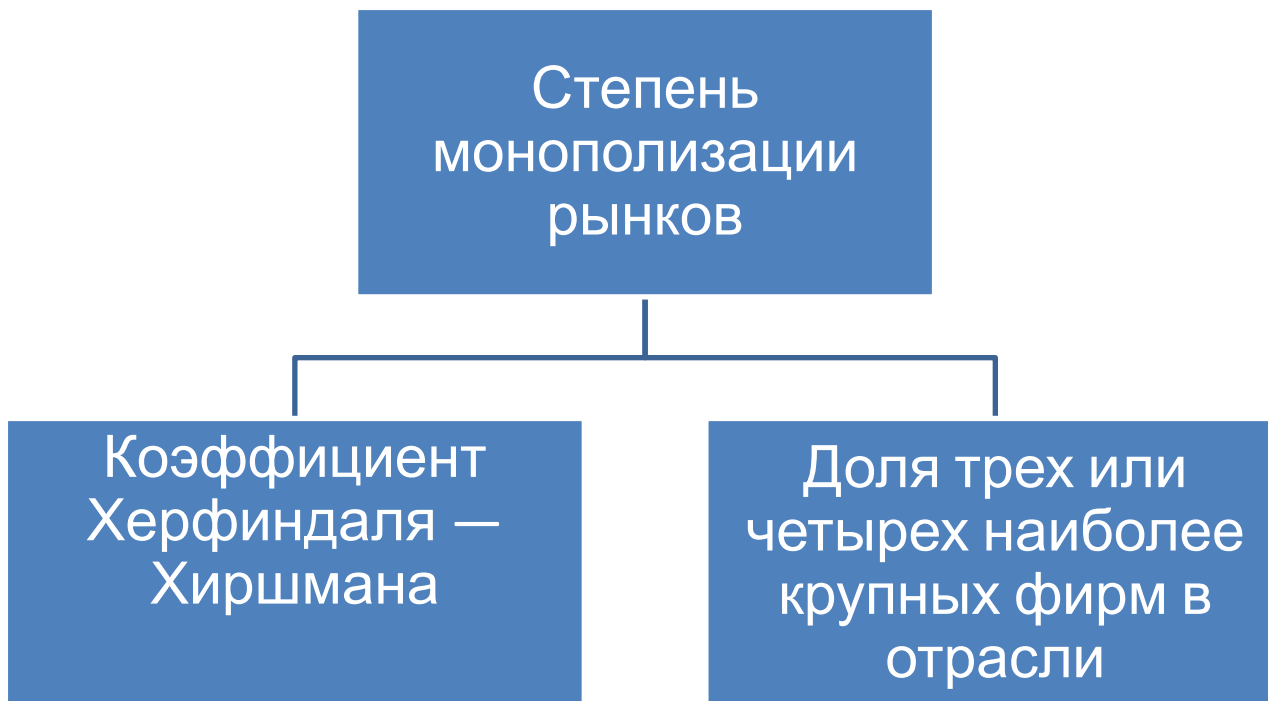 Степень
монополизации
рынков
Коэффициент
Херфиндаля —
Хиршмана
Доля трех или
четырех наиболее
крупных фирм в
отрасли